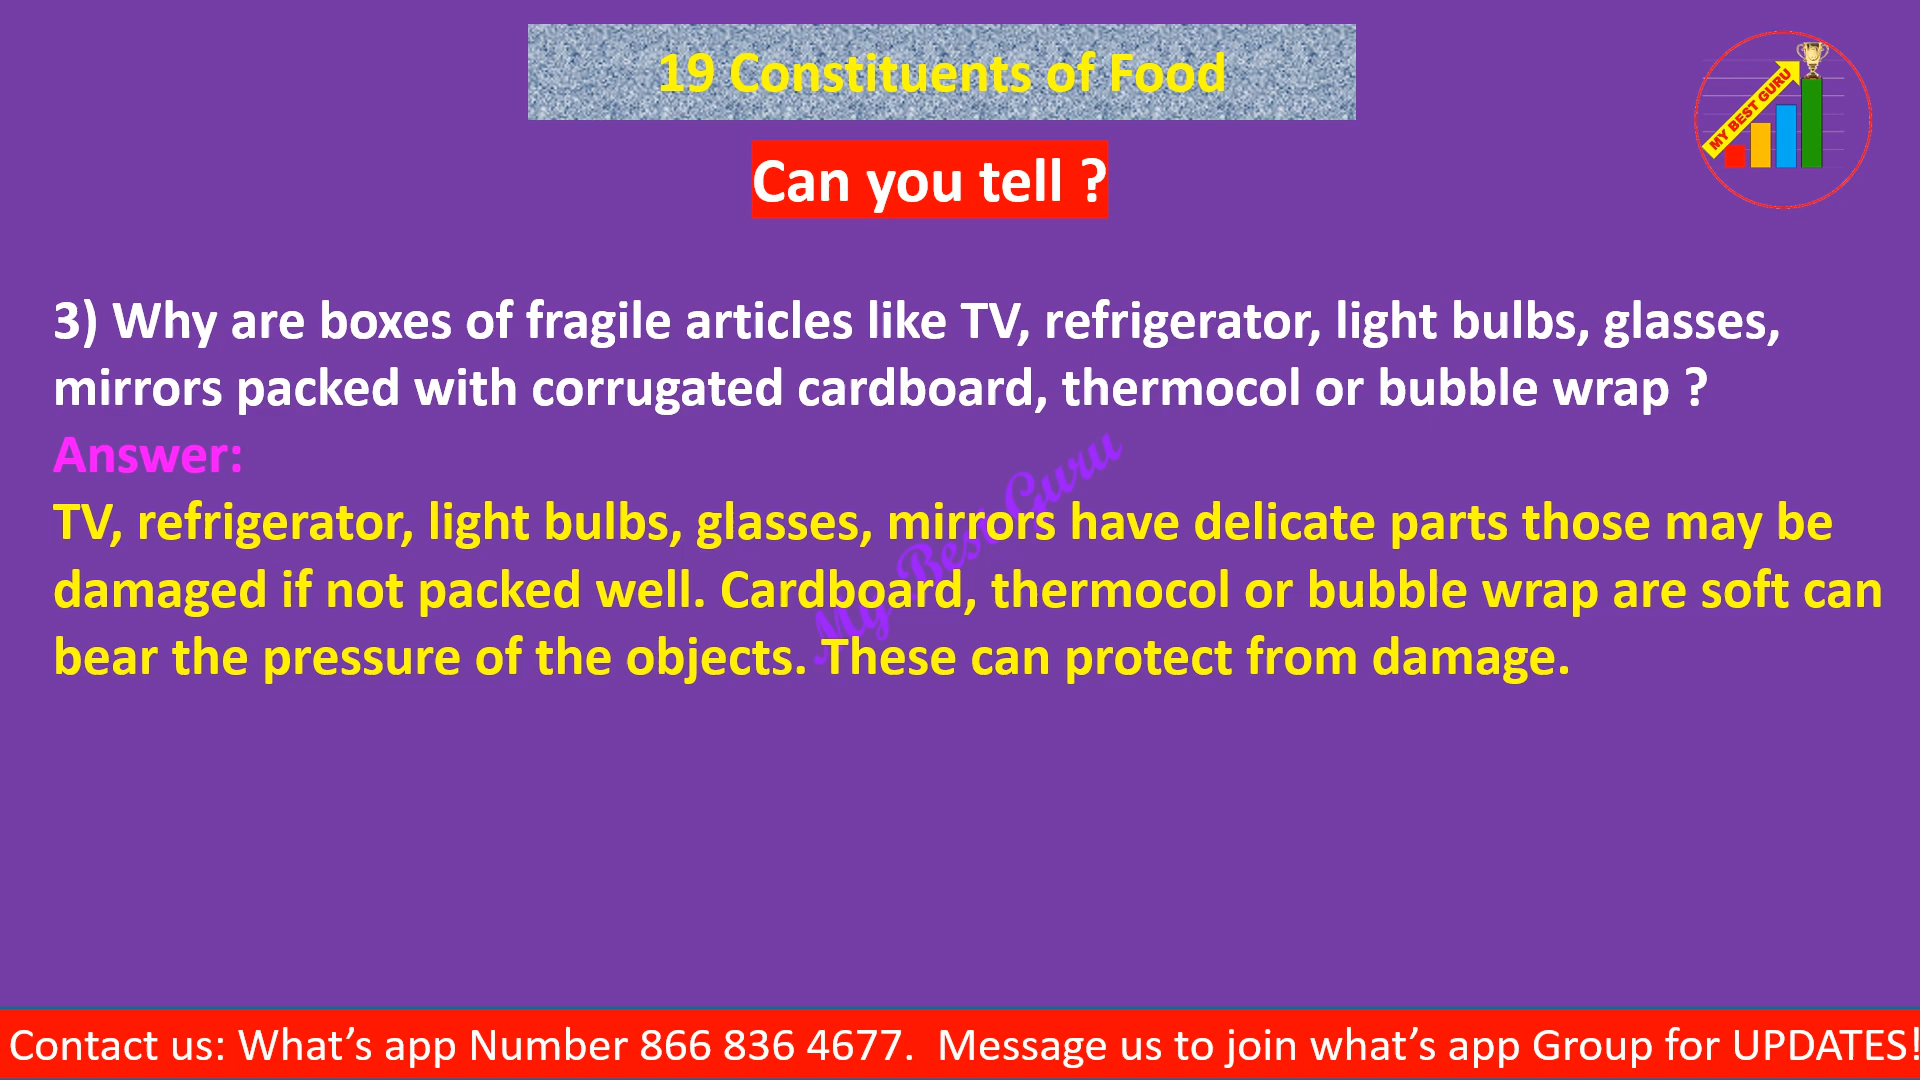 19 Constituents of Food
MY BEST GURU
Can you tell ?
3) Why are boxes of fragile articles like TV, refrigerator, light bulbs, glasses,
mirrors packed with corrugated cardboard, thermocol or bubble wrap ?
Answer:
TV, refrigerator, light bulbs, glasses, mirrors have delicate parts those may be
damaged if not packed well. Cardboard, thermocol or bubble wrap are soft can
bear the pressure of the objects. These can protect from damage.
My Best Guru
Contact us: What’s app Number 866 836 4677.  Message us to join what’s app Group for UPDATES!